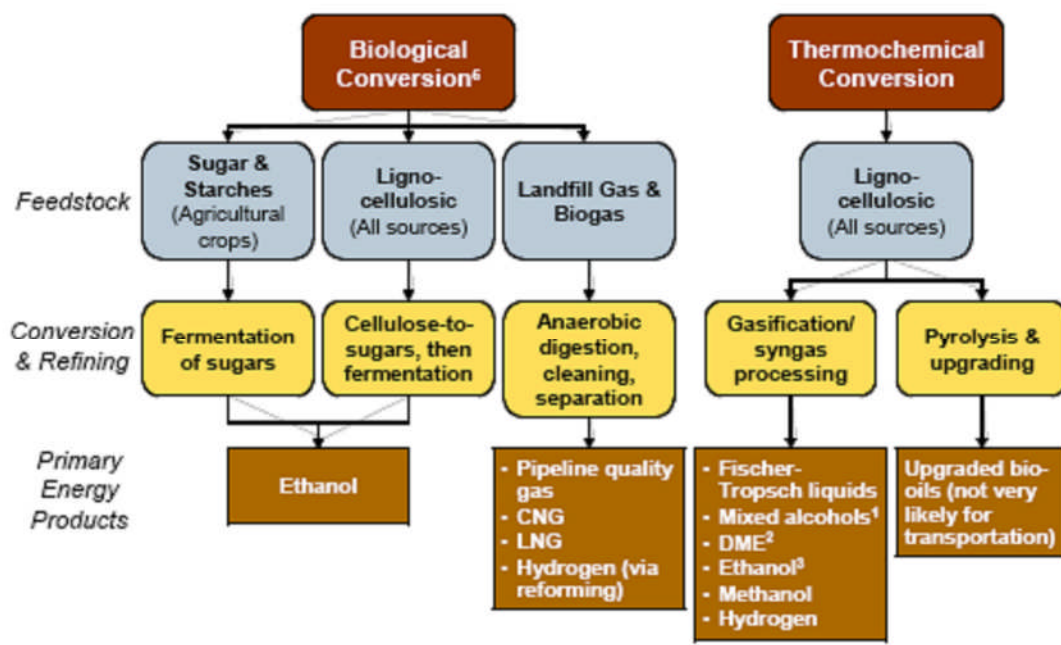 Biological
Conversion⁶
Thermochemical
Conversion
Feedstock
Sugar &
Starches
(Agricultural
crops)
Ligno-
cellulosic
(All sources)
Landfill Gas &
Biogas
Ligno-
cellulosic
(All sources)
Conversion
& Refining
Fermentation
of sugars
Cellulose-to-
sugars, then
fermentation
Anaerobic
digestion,
cleaning,
separation
Gasification/
syngas
processing
Pyrolysis &
upgrading
Primary
Energy
Products
Ethanol
- Pipeline quality
gas
- CNG
- LNG
- Hydrogen (via
reforming)
- Fischer-
Tropsch liquids
- Mixed alcohols¹
- DME²
- Ethanol³
- Methanol
- Hydrogen
Upgraded bio-
oils (not very
likely for
transportation)